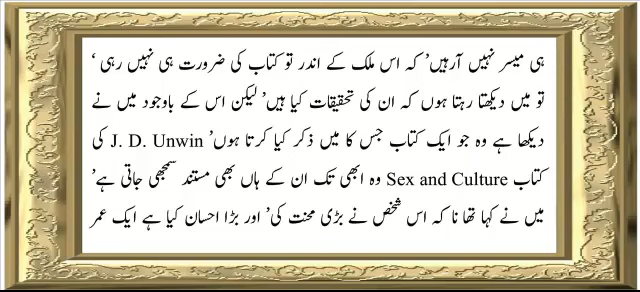 ہی میسر نہیں آرہیں’ کہ اس ملک کے اندر تو کتاب کی ضرورت ہی نہیں رہی‘
تو میں دیکھتا رہتا ہوں کہ ان کی تحقیقات کیا ہیں’ لیکن اس کے باوجود میں نے
دیکھا ہے وہ جو ایک کتاب جس کا میں ذکر کیا کرتا ہوں’ J. D. Unwin کی
کتاب Sex and Culture وہ ابھی تک ان کے ہاں بھی مستند سمجھی جاتی ہے’
میں نے کہا تھا نا کہ اس شخص نے بڑی محنت کی’ اور بڑا احسان کیا ہے ایک عمر